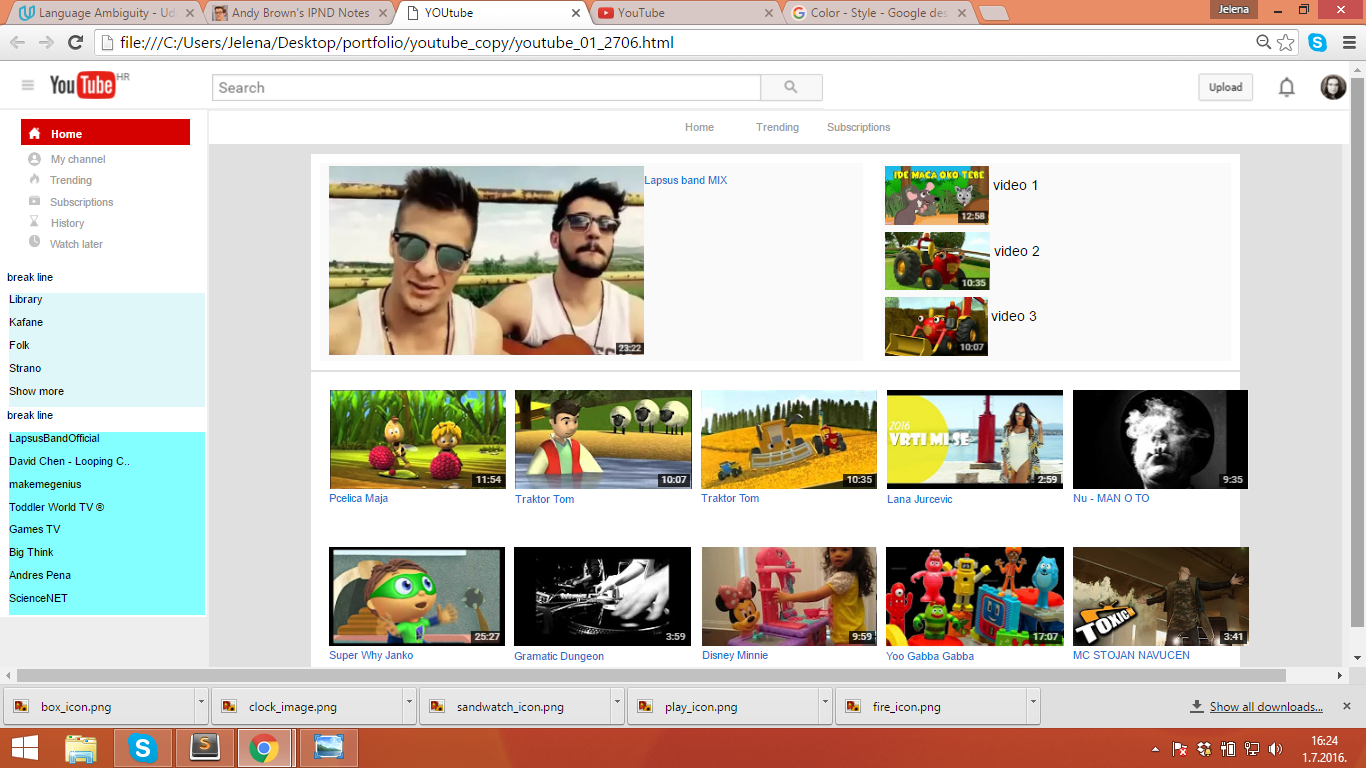 Language Ambiguity - Ud
Andy Brown's IPND Notes
YOUtube
YouTube
Color - Style - Google des
Jelena
file:///C:/Users/Jelena/Desktop/portfolio/youtube_copy/youtube_01_2706.html
YouTube HR
Search
Upload
Home
Trending
Subscriptions
Home
My channel
Trending
Subscriptions
History
Watch later
break line
Library
Kafane
Folk
Strano
Show more
break line
LapsusBandOfficial
David Chen - Looping C..
makemegenius
Toddler World TV ®
Games TV
Big Think
Andres Pena
ScienceNET
23:22
Lapsus band MIX
IDE MACA OKO TEBE
12:58
video 1
10:35
video 2
10:07
video 3
11:54
10:07
10:35
2016
VRTI MI SE
2:59
9:35
Pcelica Maja
Traktor Tom
Traktor Tom
Lana Jurcevic
Nu - MAN O TO
25:27
3:59
9:59
17:07
TOXIC
3:41
Super Why Janko
Gramatic Dungeon
Disney Minnie
Yoo Gabba Gabba
MC STOJAN NAVUCEN
box_icon.png
clock_image.png
sandwatch_icon.png
play_icon.png
fire_icon.png
Show all downloads...
16:24
1.7.2016.